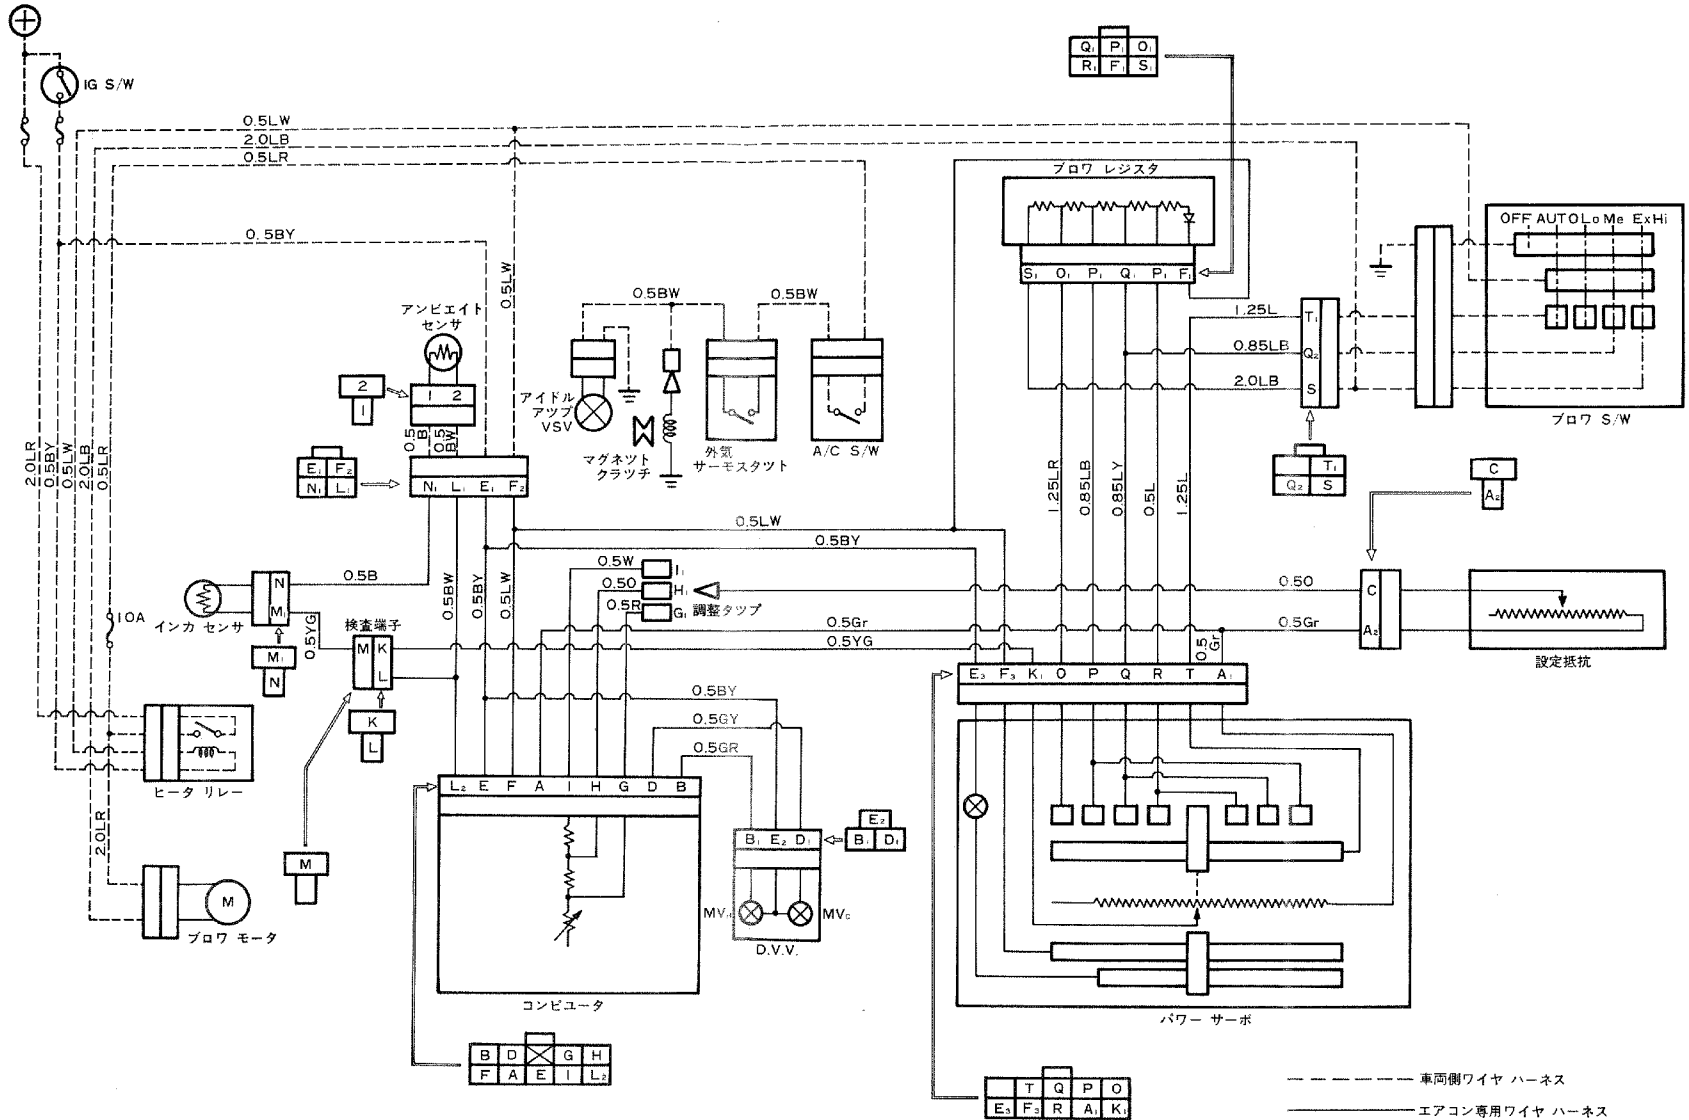 IG S/W
Q₁ P₁ O₁
R₁ F₁ S₁
0.5LW
2.0LB
0.5LR
ブロワ レジスタ
OFF AUTO Lo Me Ex Hi
0.5BY
0.5LW
S₁ O₁ P₁ Q₁ P₁ F₁
0.5BW
0.5BW
アンビエイト
センサ
1.25L
T₁
0.85LB
Q₂
2.0LB
S
ブロワ S/W
2
1
1 2
アイドル
アップ
VSV
0.5B
0.5BW
マグネット
クラッチ
外気
サーモスタット
A/C S/W
E₁ F₂
N₁ L₁
N₁ L₁ E₁ F₂
2.0LR
0.5BY
0.5LW
2.0LB
0.5LR
1.25LR
0.85LB
0.85LY
0.5L
1.25L
T₁
Q₂ S
C
A₂
0.5LW
0.5BY
0.5W
I₁
0.5O
H₁
0.5R
G₁
調整タップ
0.5B
N
M₁
インカ センサ
0.5YG
0.5BW
0.5BY
0.5LW
10A
検査端子
M K
L
0.5O
C
0.5Gr
0.5YG
0.5Gr
0.5Gr
A₂
設定抵抗
M₁
N
E₃ F₃ K₁ O P Q R T A₁
K
L
0.5BY
0.5GY
0.5GR
ヒータ リレー
L₂ E F A I H G D B
2.0LR
M
B₁ E₂ D₁
E₂
B₁ D₁
M
ブロワ モータ
MVH
MVC
D.V.V.
コンピュータ
パワー サーボ
B D G H
F A E I L₂
T Q P O
E₃ F₃ R A₁ K₁
車両側ワイヤ ハーネス
エアコン専用ワイヤ ハーネス